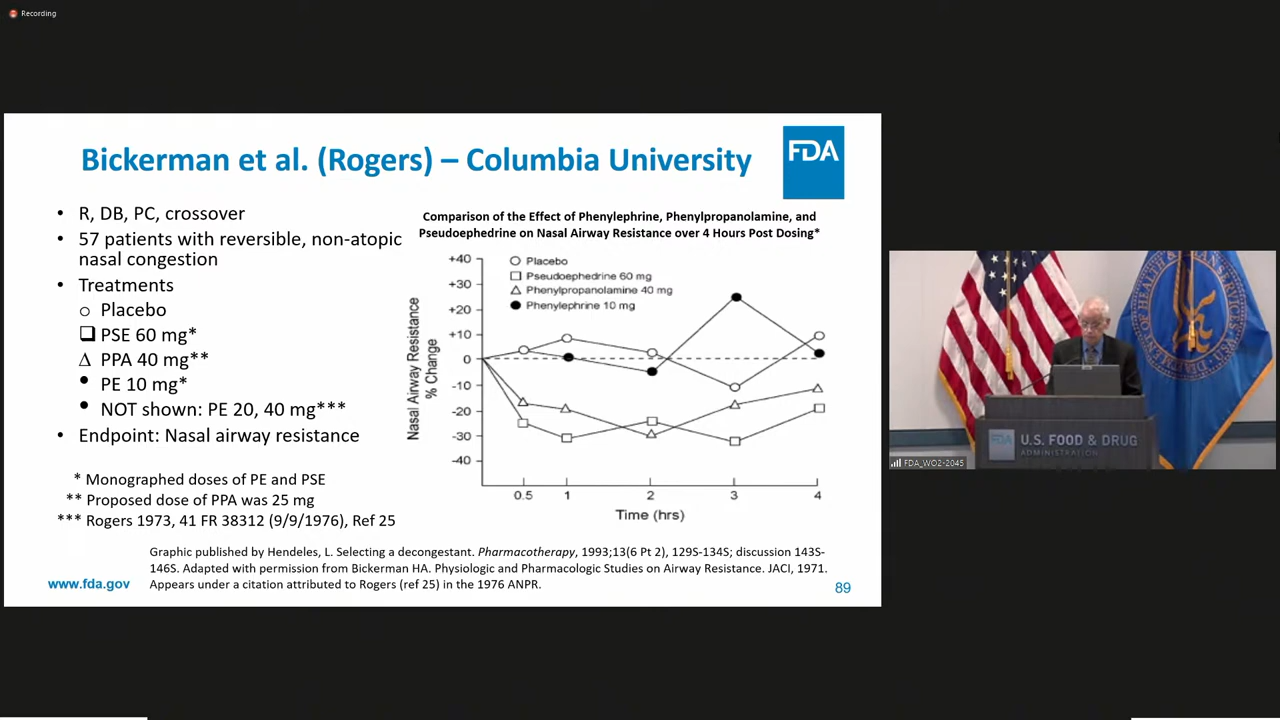 Recording
Bickerman et al. (Rogers) – Columbia University
FDA
• R, DB, PC, crossover
• 57 patients with reversible, non-atopic
nasal congestion
• Treatments
o Placebo
❑ PSE 60 mg*
Δ PPA 40 mg**
• PE 10 mg*
• NOT shown: PE 20, 40 mg***
• Endpoint: Nasal airway resistance
* Monographed doses of PE and PSE
** Proposed dose of PPA was 25 mg
*** Rogers 1973, 41 FR 38312 (9/9/1976), Ref 25
Comparison of the Effect of Phenylephrine, Phenylpropanolamine, and
Pseudoephedrine on Nasal Airway Resistance over 4 Hours Post Dosing*
Nasal Airway Resistance
% Change
+40
+30
+20
+10
0
-10
-20
-30
-40
○ Placebo
□ Pseudoephedrine 60 mg
△ Phenylpropanolamine 40 mg
● Phenylephrine 10 mg
0.5 1 2 3 4
Time (hrs)
Graphic published by Hendeles, L. Selecting a decongestant. Pharmacotherapy, 1993;13(6 Pt 2), 129S-134S; discussion 143S-
146S. Adapted with permission from Bickerman HA. Physiologic and Pharmacologic Studies on Airway Resistance. JACI, 1971.
Appears under a citation attributed to Rogers (ref 25) in the 1976 ANPR.
www.fda.gov
89
FDA
U.S. FOOD & DRUG
ADMINISTRATION
FDA_WO2-2045